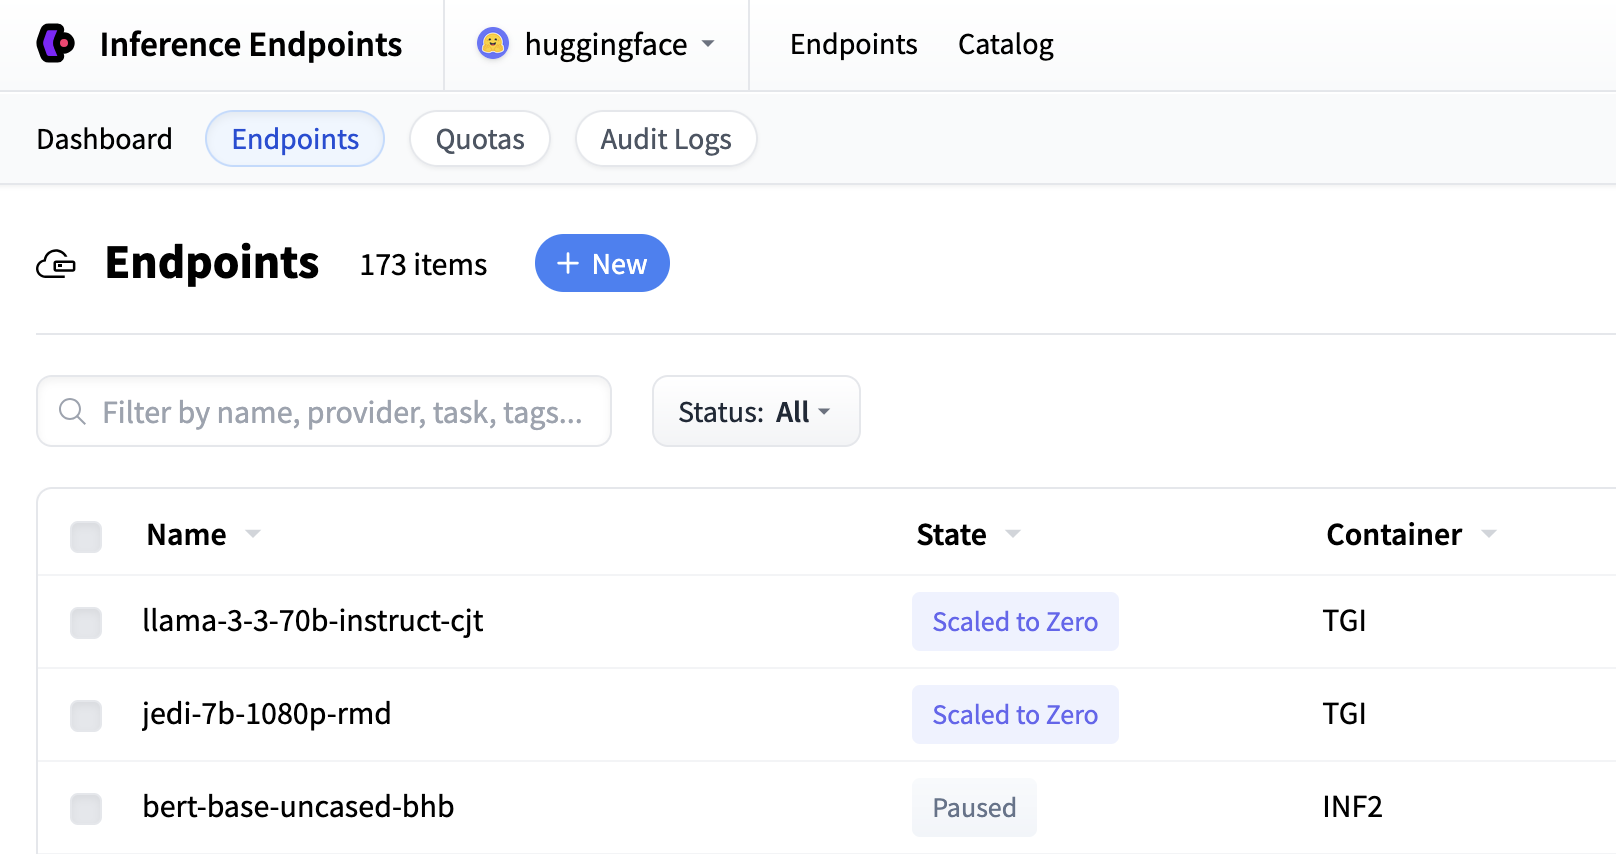 Inference Endpoints huggingface Endpoints Catalog
Dashboard Endpoints Quotas Audit Logs
Endpoints 173 items + New
Filter by name, provider, task, tags... Status: All
Name State Container
llama-3-3-70b-instruct-cjt Scaled to Zero TGI
jedi-7b-1080p-rmd Scaled to Zero TGI
bert-base-uncased-bhb Paused INF2